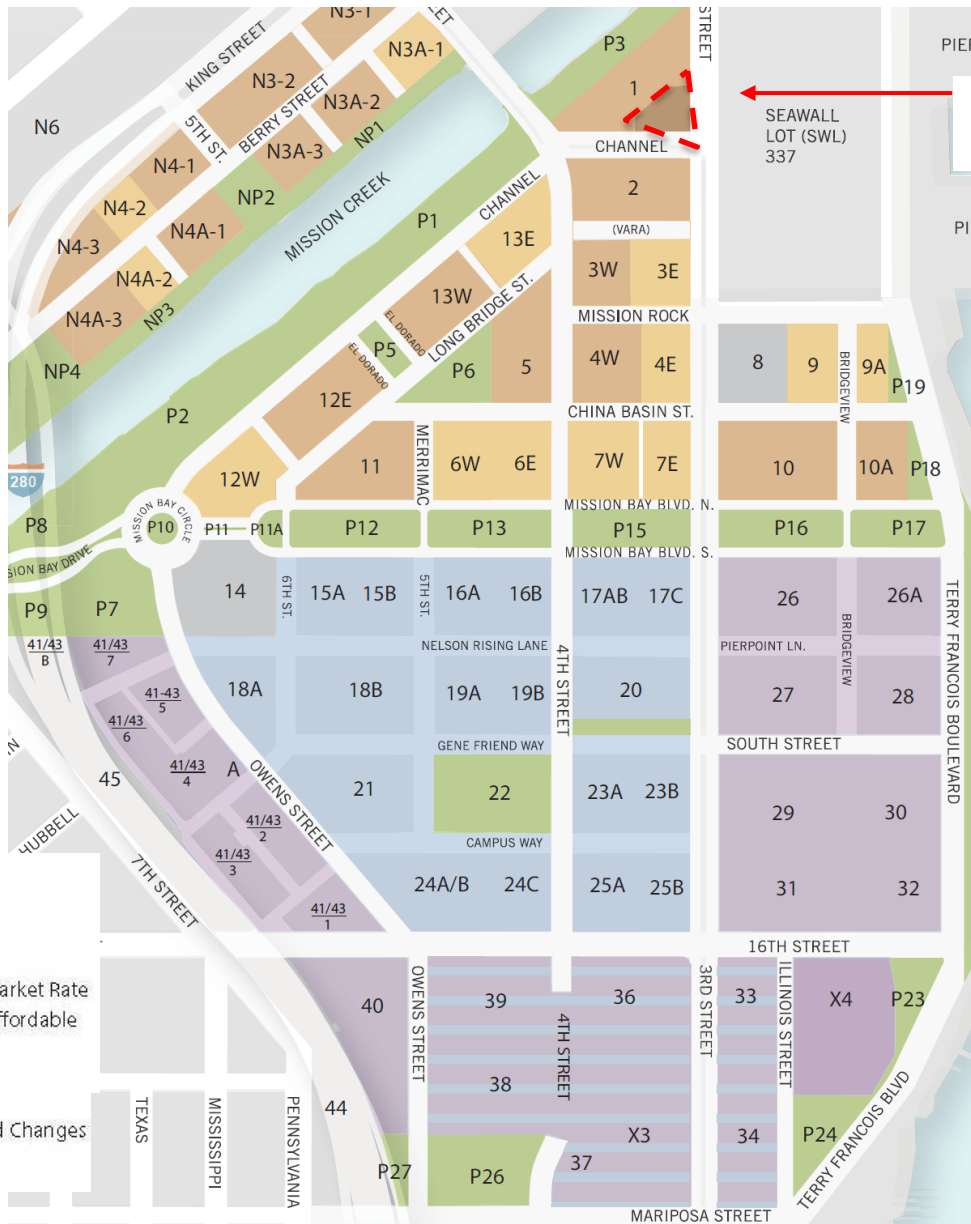 N3-1
STREET
P3
STREET
PIE
KING STREET
N3A-1
N3-2
BERRY STREET
N3A-2
1
N6
5TH ST.
NP1
SEAWALL
LOT (SWL)
337
N3A-3
CHANNEL
N4-1
NP2
MISSION CREEK
2
N4-2
P1
CHANNEL
N4A-1
(VARA)
PI
N4-3
13E
N4A-2
3W
3E
13W
LONG BRIDGE ST.
N4A-3
NP3
EL DORADO
MISSION ROCK
P5
EL DORADO
NP4
P6
5
4W
4E
8
9
BRIDGEVIEW
9A
P19
12E
P2
CHINA BASIN ST.
MERRIMAC
11
6W
6E
7W
7E
10
10A
P18
12W
280
MISSION BAY BLVD. N.
MISSION BAY CIRCLE
P8
P10
P11
P11A
P12
P13
P15
P16
P17
MISSION BAY BLVD. S.
SION BAY DRIVE
14
6TH ST.
15A
15B
5TH ST.
16A
16B
17AB
17C
26
26A
P9
P7
BRIDGEVIEW
TERRY FRANCOIS BOULEVARD
41/43
B
41/43
7
NELSON RISING LANE
4TH STREET
PIERPOINT LN.
41-43
5
18A
18B
19A
19B
20
27
28
41/43
6
GENE FRIEND WAY
SOUTH STREET
45
41/43
4
A
OWENS STREET
21
22
23A
23B
29
30
HUBBELL
41/43
2
CAMPUS WAY
41/43
3
7TH STREET
24A/B
24C
25A
25B
31
32
41/43
1
16TH STREET
arket Rate
ffordable
40
OWENS STREET
39
4TH STREET
36
3RD STREET
33
ILLINOIS STREET
X4
P23
38
d Changes
TEXAS
MISSISSIPPI
PENNSYLVANIA
44
X3
34
P24
TERRY FRANCOIS BLVD
37
P27
P26
MARIPOSA STREET